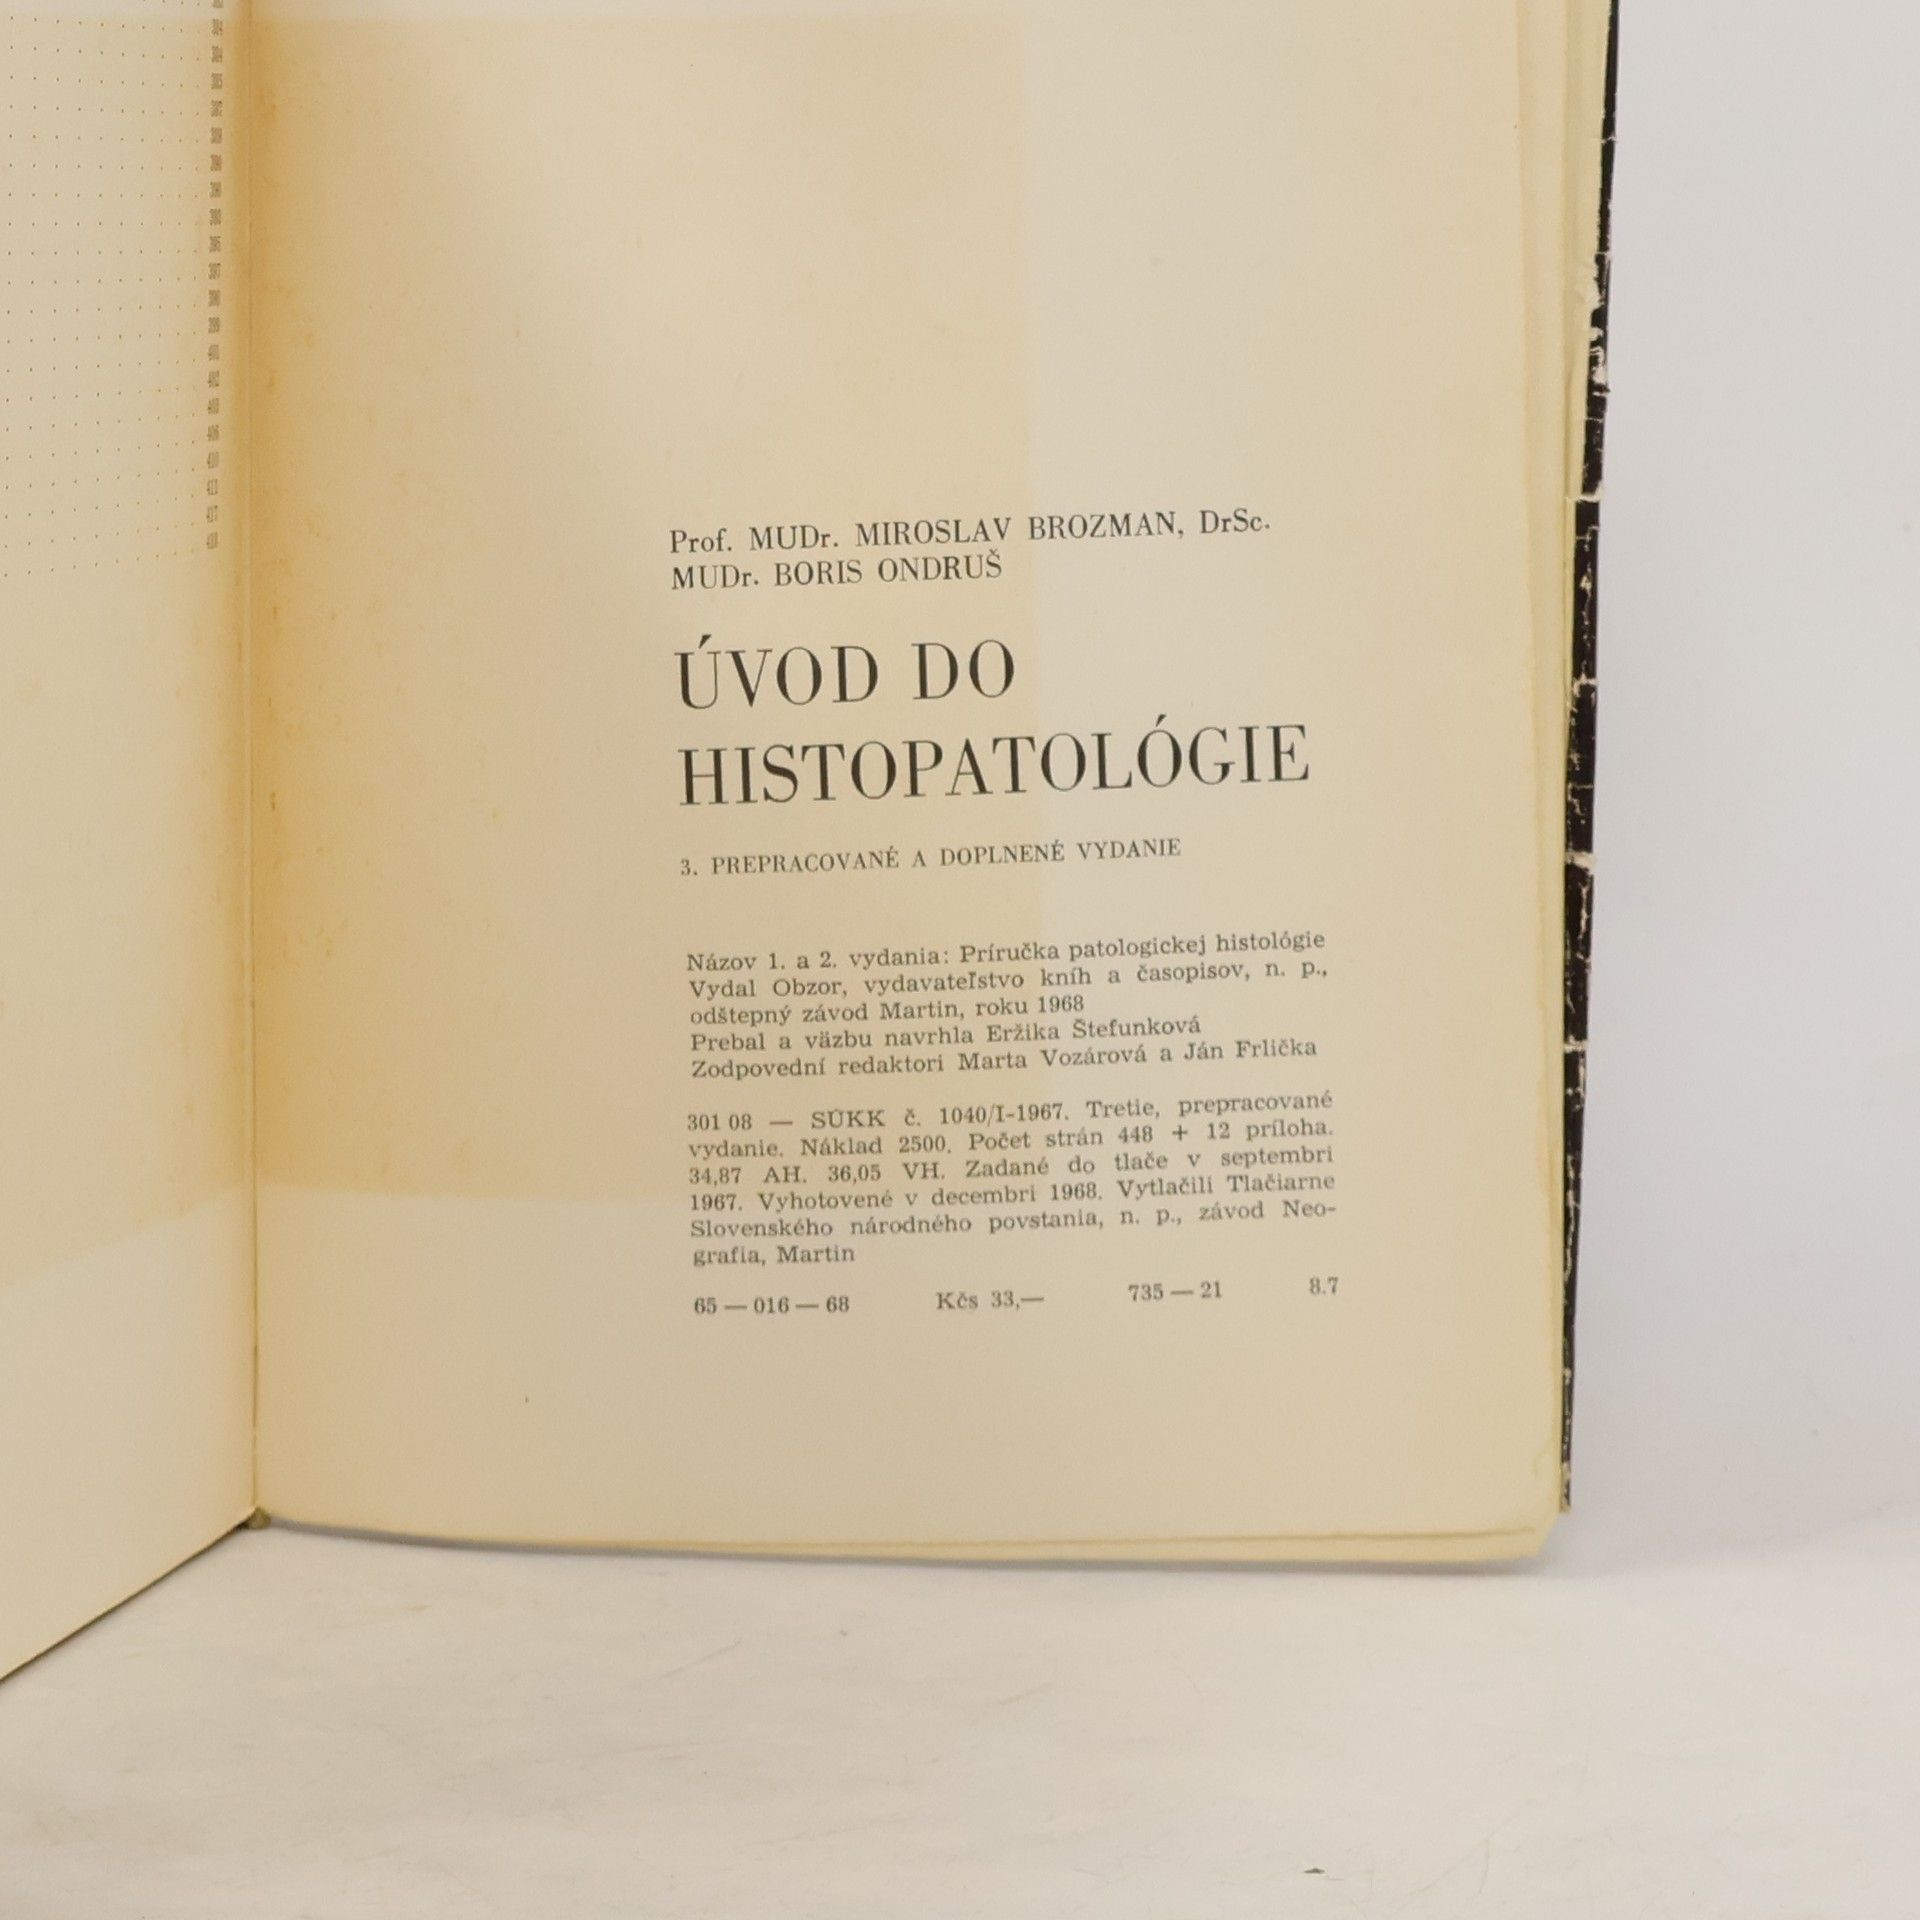 Prof. MUDr. MIROSLAV BROZMAN, DrSc.
MUDr. BORIS ONDRUŠ
ÚVOD DO
HISTOPATOLÓGIE
3. PREPRACOVANÉ A DOPLNENÉ VYDANIE
Názov 1. a 2. vydania: Príručka patologickej histológie
Vydal Obzor, vydavateľstvo kníh a časopisov, n. p.,
odštepný závod Martin, roku 1968
Prebal a väzbu navrhla Eržika Štefunková
Zodpovední redaktori Marta Vozárová a Ján Frlička
301 08 — SÚKK č. 1040/I-1967. Tretie, prepracované
vydanie. Náklad 2500. Počet strán 448 + 12 príloha.
34,87 AH. 36,05 VH. Zadané do tlače v septembri
1967. Vyhotovené v decembri 1968. Vytlačili Tlačiarne
Slovenského národného povstania, n. p., závod Neo-
grafia, Martin
65 — 016 — 68 Kčs 33,— 735 — 21 8.7